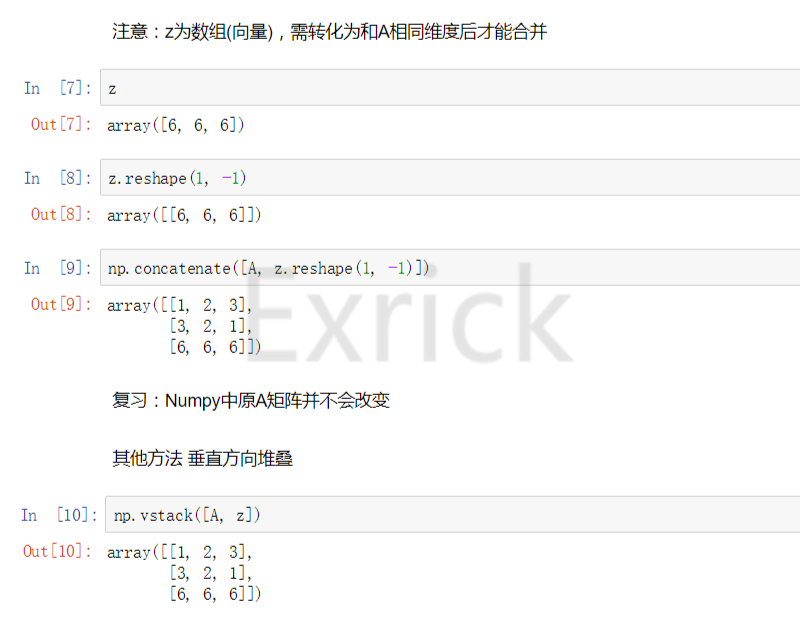 注意：z为数组(向量)，需转化为和A相同维度后才能合并
In [7]: z
Out[7]: array([6, 6, 6])
In [8]: z.reshape(1, -1)
Out[8]: array([[6, 6, 6]])
In [9]: np.concatenate([A, z.reshape(1, -1)])
Out[9]: array([[1, 2, 3],
[3, 2, 1],
[6, 6, 6]])
Exrick
复习：Numpy中原A矩阵并不会改变
其他方法 垂直方向堆叠
In [10]: np.vstack([A, z])
Out[10]: array([[1, 2, 3],
[3, 2, 1],
[6, 6, 6]])